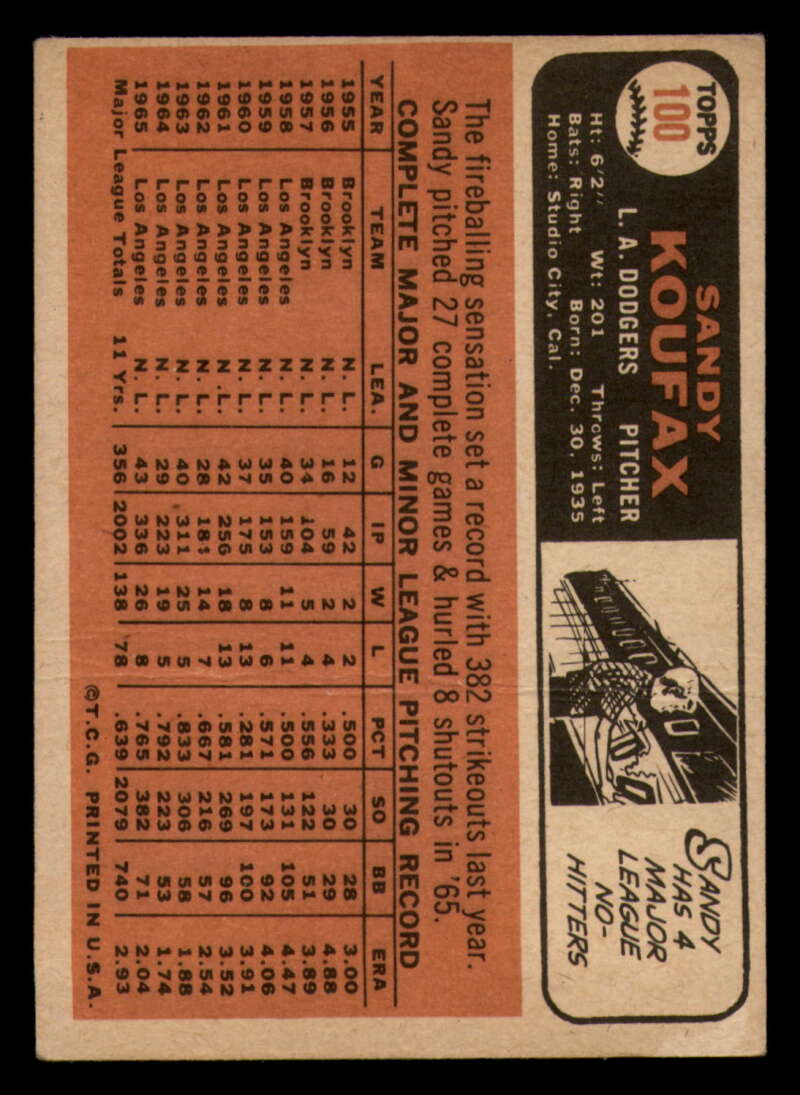 TOPPS
100
SANDY
KOUFAX
L. A. DODGERS PITCHER
Ht: 6'2" Wt: 201 Throws: Left
Bats: Right Born: Dec. 30, 1935
Home: Studio City, Cal.
SANDY
HAS 4
MAJOR
LEAGUE
NO-
HITTERS
The fireballing sensation set a record with 382 strikeouts last year.
Sandy pitched 27 complete games & hurled 8 shutouts in '65.
COMPLETE MAJOR AND MINOR LEAGUE PITCHING RECORD
YEAR TEAM LEA. G IP W L PCT SO BB ERA
1955 Brooklyn N. L. 12 42 2 2 .500 30 28 3.00
1956 Brooklyn N. L. 16 59 2 4 .333 30 29 4.88
1957 Brooklyn N. L. 34 104 5 4 .556 122 51 3.89
1958 Los Angeles N. L. 40 159 11 11 .500 131 105 4.47
1959 Los Angeles N. L. 35 153 8 6 .571 173 92 4.06
1960 Los Angeles N. L. 37 175 8 13 .281 197 100 3.91
1961 Los Angeles N. L. 42 256 18 13 .581 269 96 3.52
1962 Los Angeles N. L. 28 14 7 .667 216 57 2.54
1963 Los Angeles N. L. 40 311 25 5 .833 306 58 1.88
1964 Los Angeles N. L. 29 223 19 5 .792 223 53 1.74
1965 Los Angeles N. L. 43 336 26 8 .765 382 71 2.04
Major League Totals 11 Yrs. 356 2002 138 78 .639 2079 740 2.93
©T.C.G. PRINTED IN U.S.A.